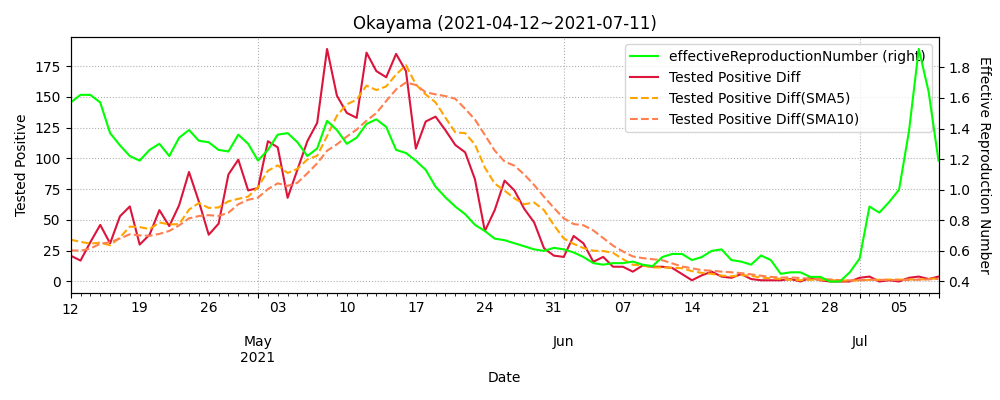 Okayama (2021-04-12~2021-07-11)
effectiveReproductionNumber (right)
Tested Positive Diff
Tested Positive Diff(SMA5)
Tested Positive Diff(SMA10)
Tested Positive
175
150
125
100
75
50
25
0
Effective Reproduction Number
1.8
1.6
1.4
1.2
1.0
0.8
0.6
0.4
12 19 26 03 10 17 24 31 07 14 21 28 05
May Jun Jul
2021
Date